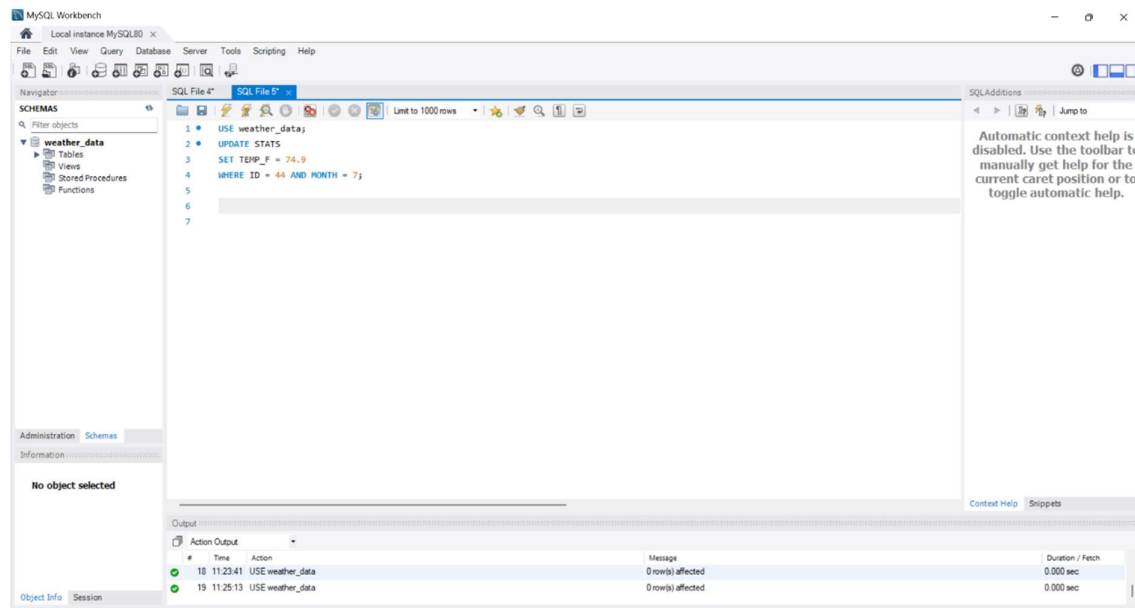 MySQL Workbench
Local instance MySQL80
File Edit View Query Database Server Tools Scripting Help
Navigator
SCHEMAS
Filter objects
weather_data
Tables
Views
Stored Procedures
Functions
Administration Schemas
Information
No object selected
Object Info Session
SQL File 4* SQL File 5*
Limit to 1000 rows
1 USE weather_data;
2 UPDATE STATS
3 SET TEMP_F = 74.9
4 WHERE ID = 44 AND MONTH = 7;
5
6
7
SQLAdditions
Jump to
Automatic context help is
disabled. Use the toolbar to
manually get help for the
current caret position or to
toggle automatic help.
Context Help Snippets
Output
Action Output
# Time Action Message Duration / Fetch
18 11:23:41 USE weather_data 0 row(s) affected 0.000 sec
19 11:25:13 USE weather_data 0 row(s) affected 0.000 sec